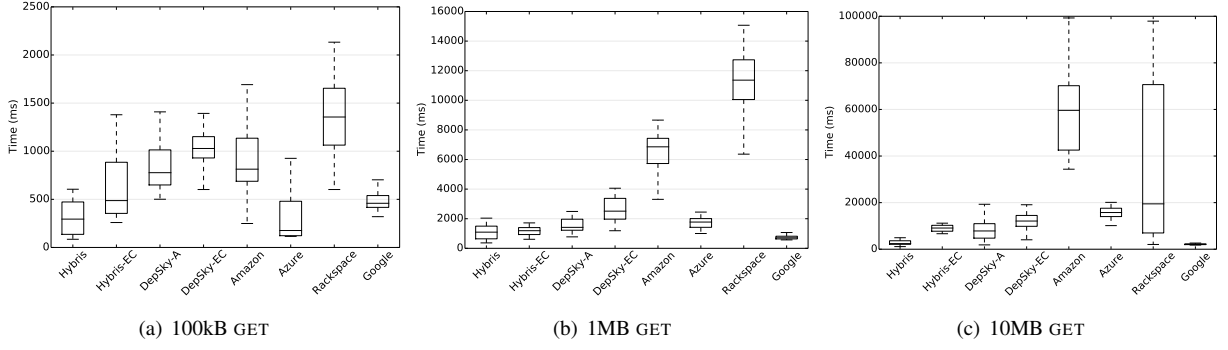 2500
2000
1500
1000
500
0
Time (ms)
Hybris
Hybris-EC
DepSky-A
DepSky-EC
Amazon
Azure
Rackspace
Google
(a) 100kB GET
16000
14000
12000
10000
8000
6000
4000
2000
0
Time (ms)
Hybris
Hybris-EC
DepSky-A
DepSky-EC
Amazon
Azure
Rackspace
Google
(b) 1MB GET
100000
80000
60000
40000
20000
0
Time (ms)
Hybris
Hybris-EC
DepSky-A
DepSky-EC
Amazon
Azure
Rackspace
Google
(c) 10MB GET